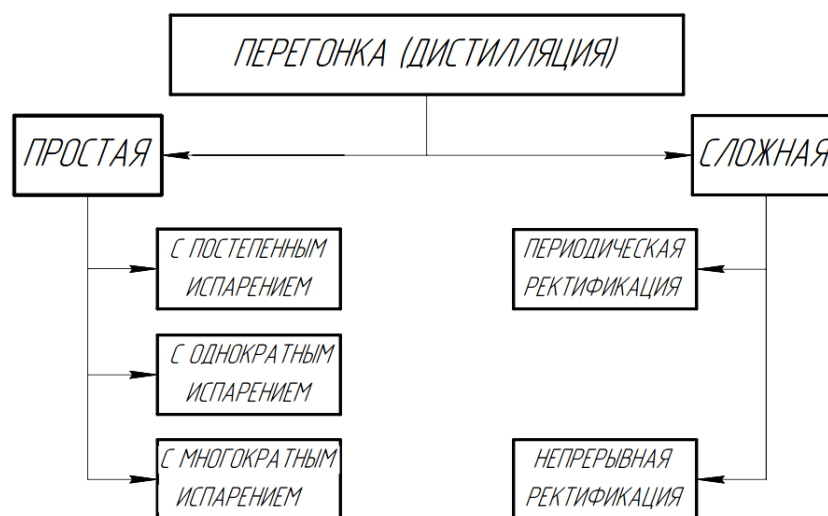 ПЕРЕГОНКА (ДИСТИЛЛЯЦИЯ)
ПРОСТАЯ
СЛОЖНАЯ
С ПОСТЕПЕННЫМ
ИСПАРЕНИЕМ
ПЕРИОДИЧЕСКАЯ
РЕКТИФИКАЦИЯ
С ОДНОКРАТНЫМ
ИСПАРЕНИЕМ
С МНОГОКРАТНЫМ
ИСПАРЕНИЕМ
НЕПРЕРЫВНАЯ
РЕКТИФИКАЦИЯ